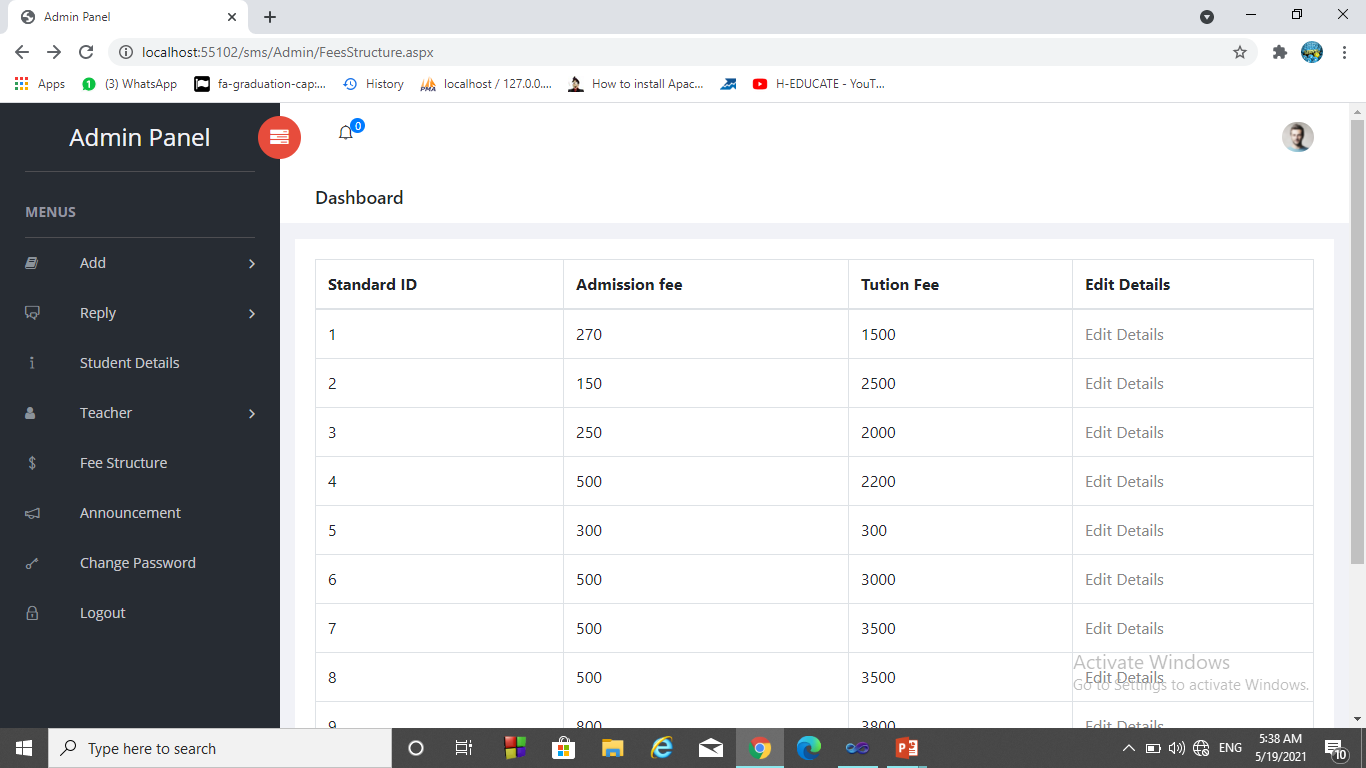 Admin Panel
localhost:55102/sms/Admin/FeesStructure.aspx
Apps (3) WhatsApp fa-graduation-cap:... History localhost / 127.0.0.... How to install Apac... H-EDUCATE - YouT...
Admin Panel
0
Dashboard
MENUS
Add
Reply
Student Details
Teacher
Fee Structure
Announcement
Change Password
Logout
Standard ID Admission fee Tution Fee Edit Details
1 270 1500 Edit Details
2 150 2500 Edit Details
3 250 2000 Edit Details
4 500 2200 Edit Details
5 300 300 Edit Details
6 500 3000 Edit Details
7 500 3500 Edit Details
8 500 3500 Edit Details
9 800 3800 Edit Details
Activate Windows
Go to Settings to activate Windows.
Type here to search
ENG
5:38 AM
5/19/2021
10